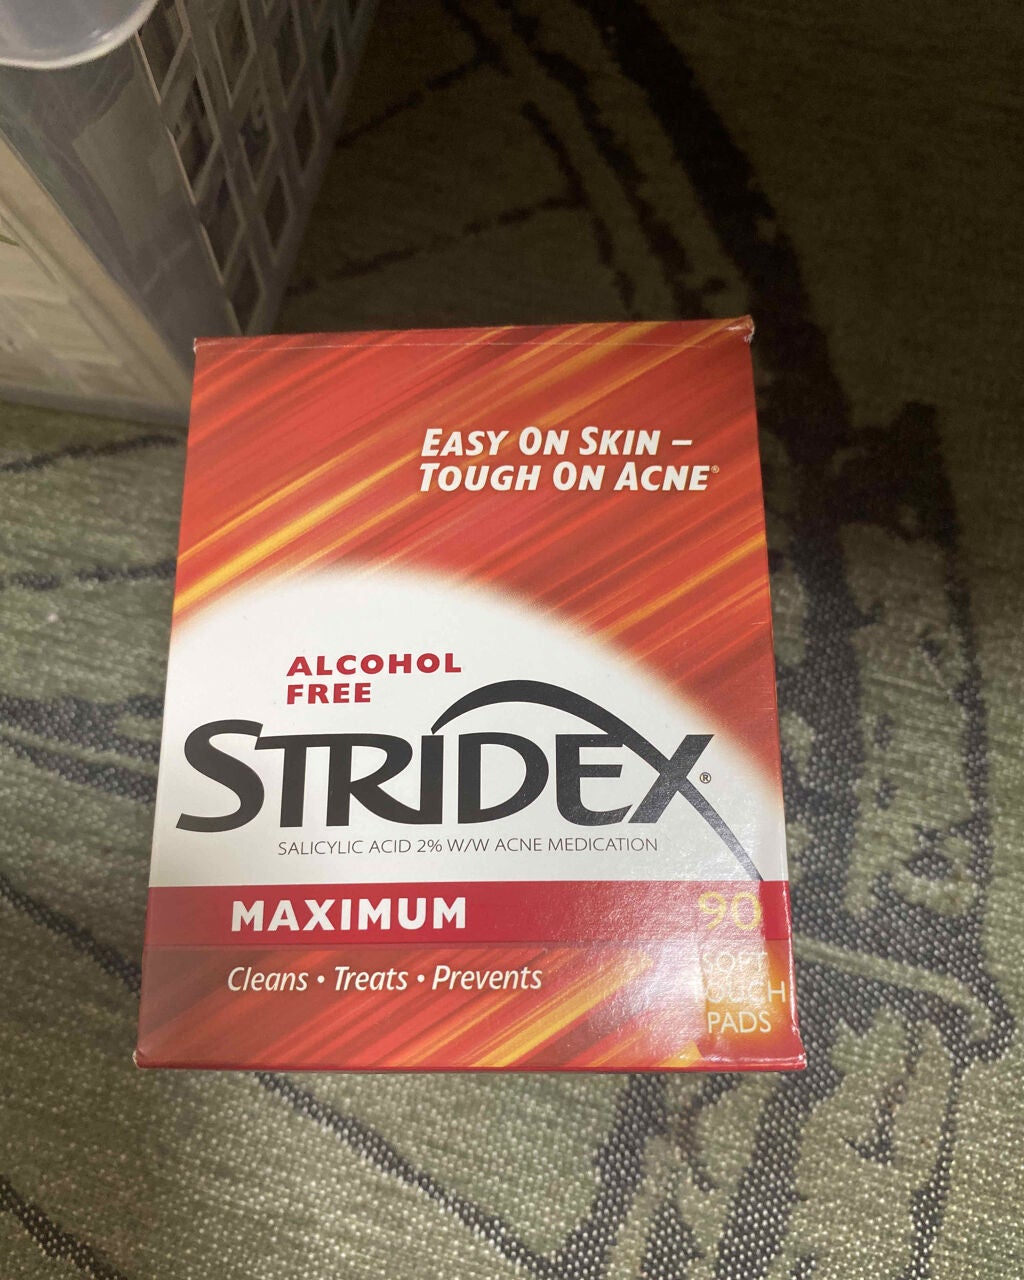 EASY ON SKIN –
TOUGH ON ACNE®
ALCOHOL
FREE
STRIDEX®
SALICYLIC ACID 2% W/W ACNE MEDICATION
MAXIMUM
90
SOFT
TOUCH
PADS
Cleans • Treats • Prevents